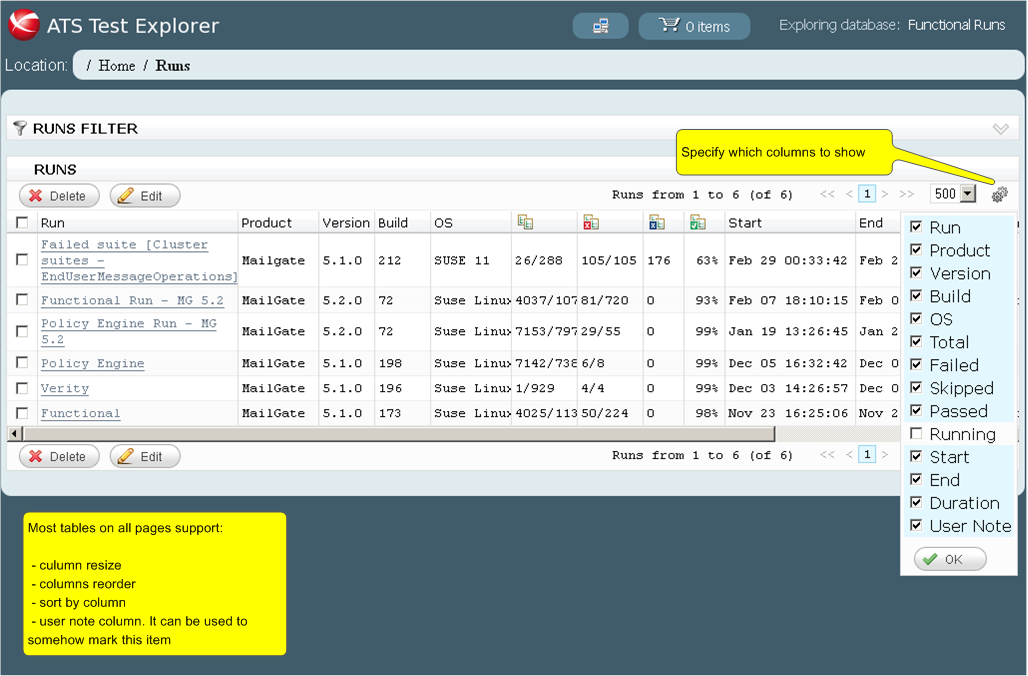 ATS Test Explorer
0 items
Exploring database: Functional Runs
Location: / Home / Runs
RUNS FILTER
Specify which columns to show
RUNS
Delete Edit Runs from 1 to 6 (of 6) << < 1 > >> 500
Run Product Version Build OS Start End
Failed suite [Cluster
suites -
EndUserMessageOperations] Mailgate 5.1.0 212 SUSE 11 26/288 105/105 176 63% Feb 29 00:33:42 Feb 2
Functional Run - MG 5.2 MailGate 5.2.0 72 Suse Linux 4037/107 81/720 0 93% Feb 07 18:10:15 Feb 0
Policy Engine Run - MG
5.2 MailGate 5.2.0 72 Suse Linux 7153/797 29/55 0 99% Jan 19 13:26:45 Jan 2
Policy Engine MailGate 5.1.0 198 Suse Linux 7142/738 6/8 0 99% Dec 05 16:32:42 Dec 0
Verity MailGate 5.1.0 196 Suse Linux 1/929 4/4 0 99% Dec 03 14:26:57 Dec 0
Functional MailGate 5.1.0 173 Suse Linux 4025/113 50/224 0 98% Nov 23 16:25:06 Nov 2
Delete Edit Runs from 1 to 6 (of 6) << < 1 >
Run
Product
Version
Build
OS
Total
Failed
Skipped
Passed
Running
Start
End
Duration
User Note
OK
Most tables on all pages support:
- culumn resize
- columns reorder
- sort by column
- user note column. It can be used to
somehow mark this item